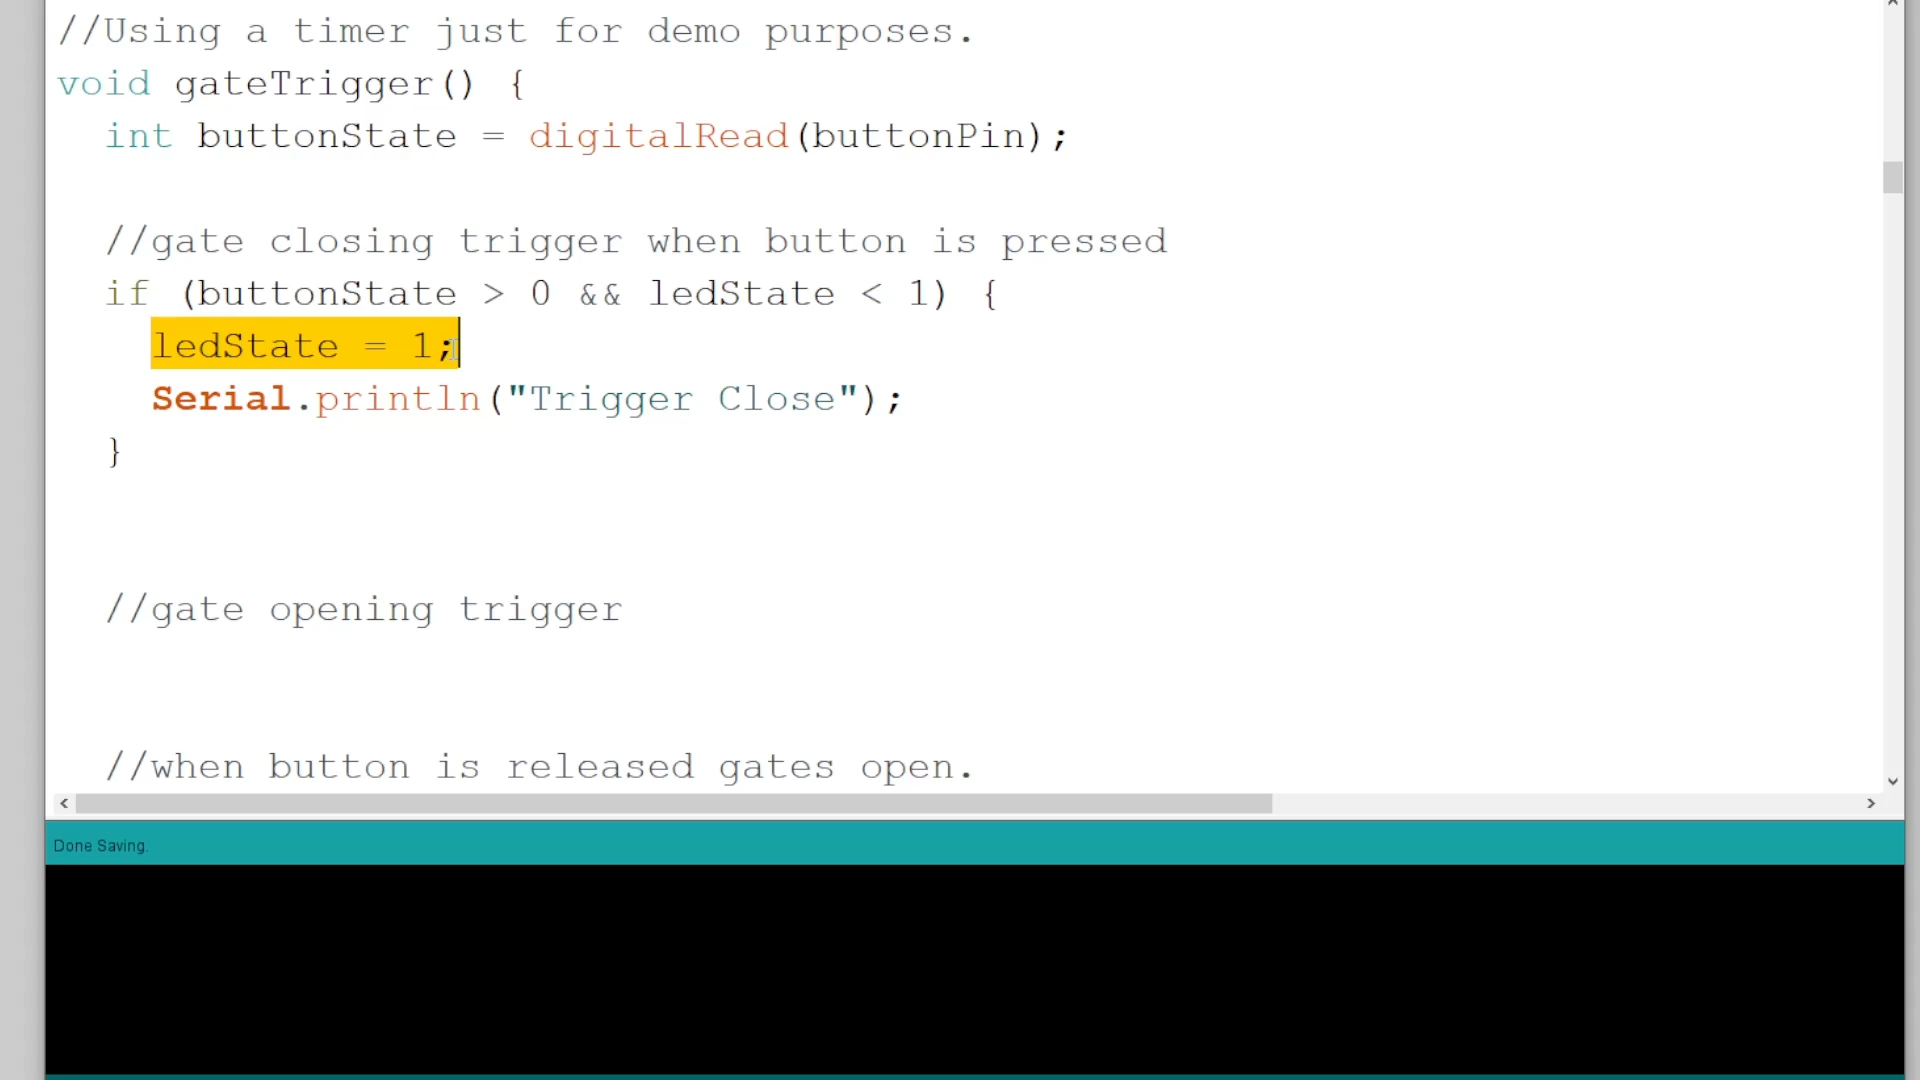 //Using a timer just for demo purposes.
void gateTrigger() {
int buttonState = digitalRead(buttonPin);
//gate closing trigger when button is pressed
if (buttonState > 0 && ledState < 1) {
ledState = 1;
Serial.println("Trigger Close");
}
//gate opening trigger
//when button is released gates open.
Done Saving.